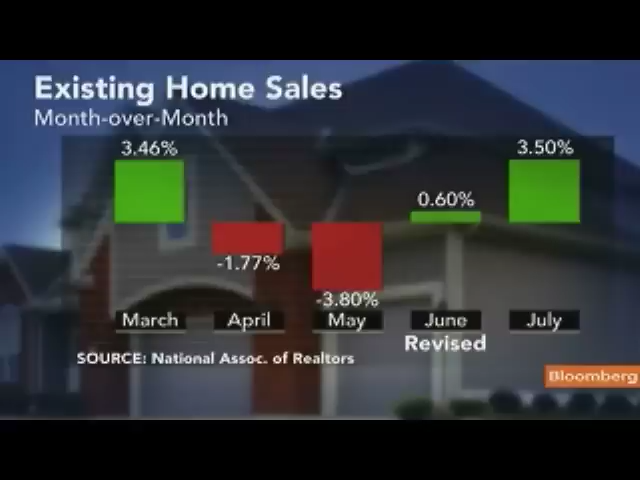 Existing Home Sales
Month-over-Month
3.46%
-1.77%
-3.80%
0.60%
3.50%
March
April
May
June
July
Revised
SOURCE: National Assoc. of Realtors
Bloomberg